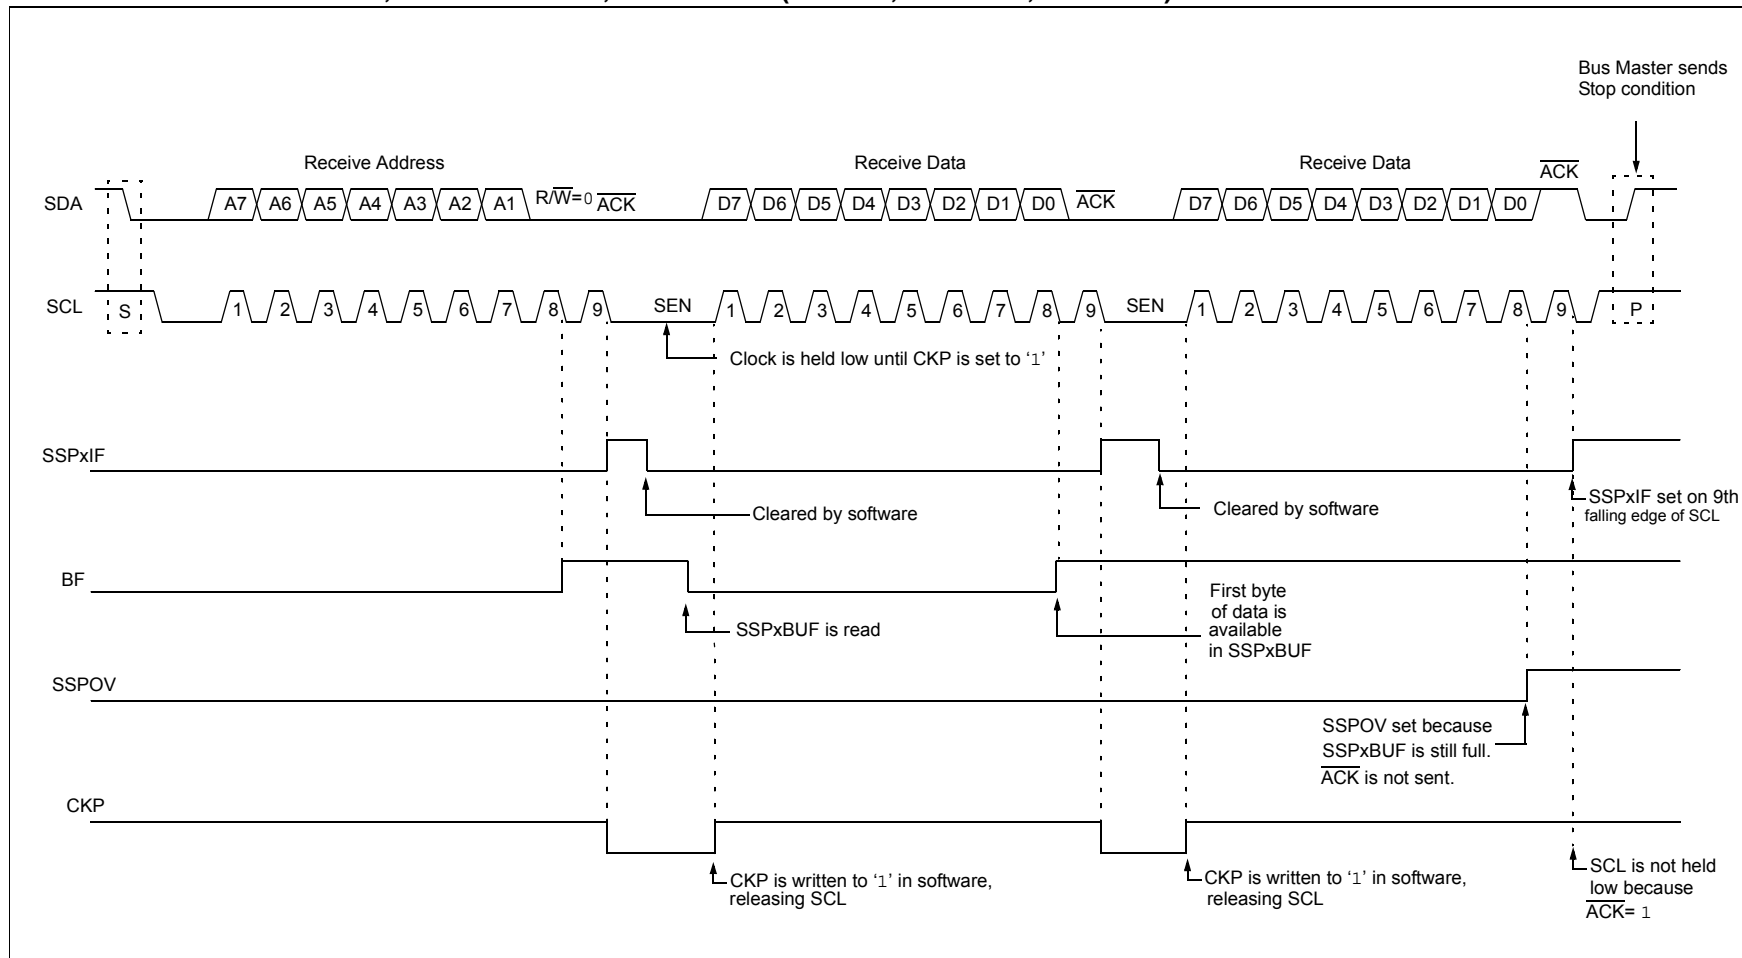 Bus Master sends
Stop condition
Receive Address
Receive Data
Receive Data
ACK
SDA
A7 A6 A5 A4 A3 A2 A1 R/W=0 ACK
D7 D6 D5 D4 D3 D2 D1 D0 ACK
D7 D6 D5 D4 D3 D2 D1 D0
SCL
S
1 2 3 4 5 6 7 8 9 SEN
1 2 3 4 5 6 7 8 9 SEN
1 2 3 4 5 6 7 8 9 P
Clock is held low until CKP is set to ‘1’
SSPxIF
Cleared by software
Cleared by software
SSPxIF set on 9th
falling edge of SCL
BF
SSPxBUF is read
First byte
of data is
available
in SSPxBUF
SSPOV
SSPOV set because
SSPxBUF is still full.
ACK is not sent.
CKP
CKP is written to ‘1’ in software,
releasing SCL
CKP is written to ‘1’ in software,
releasing SCL
SCL is not held
low because
ACK= 1